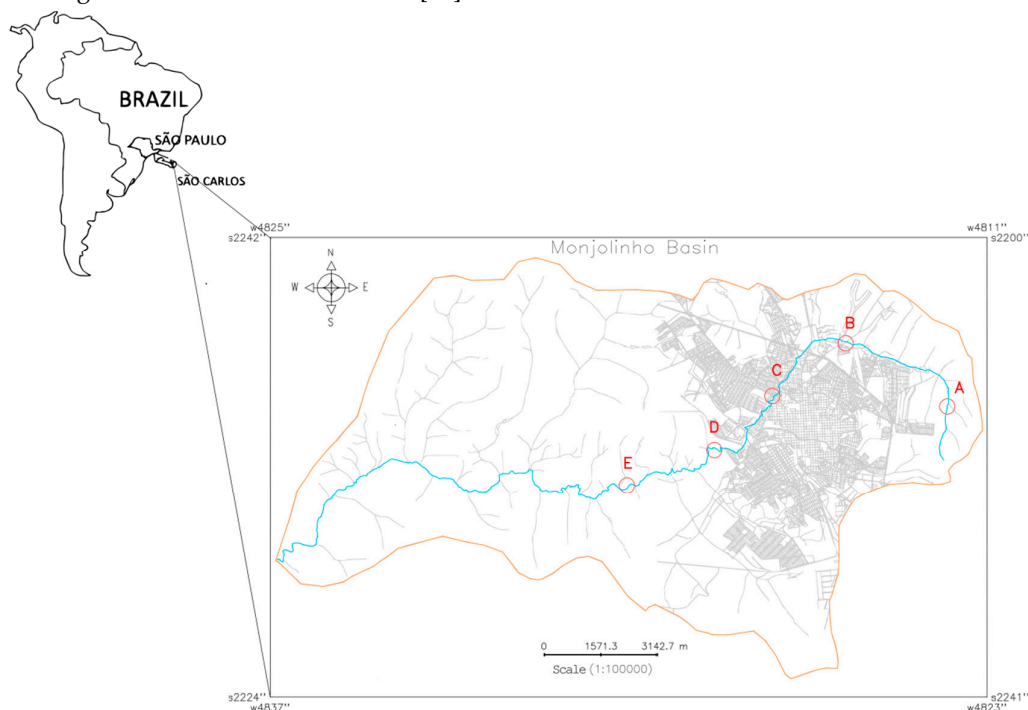 [
]
BRAZIL
SÃO PAULO
SÃO CARLOS
w4825"
w4811"
s2242"
s2200"
Monjolinho Basin
N
W E
S
B
A
C
D
E
0 1571.3 3142.7 m
Scale (1:100000)
s2224"
s2241"
w4837"
w4823"